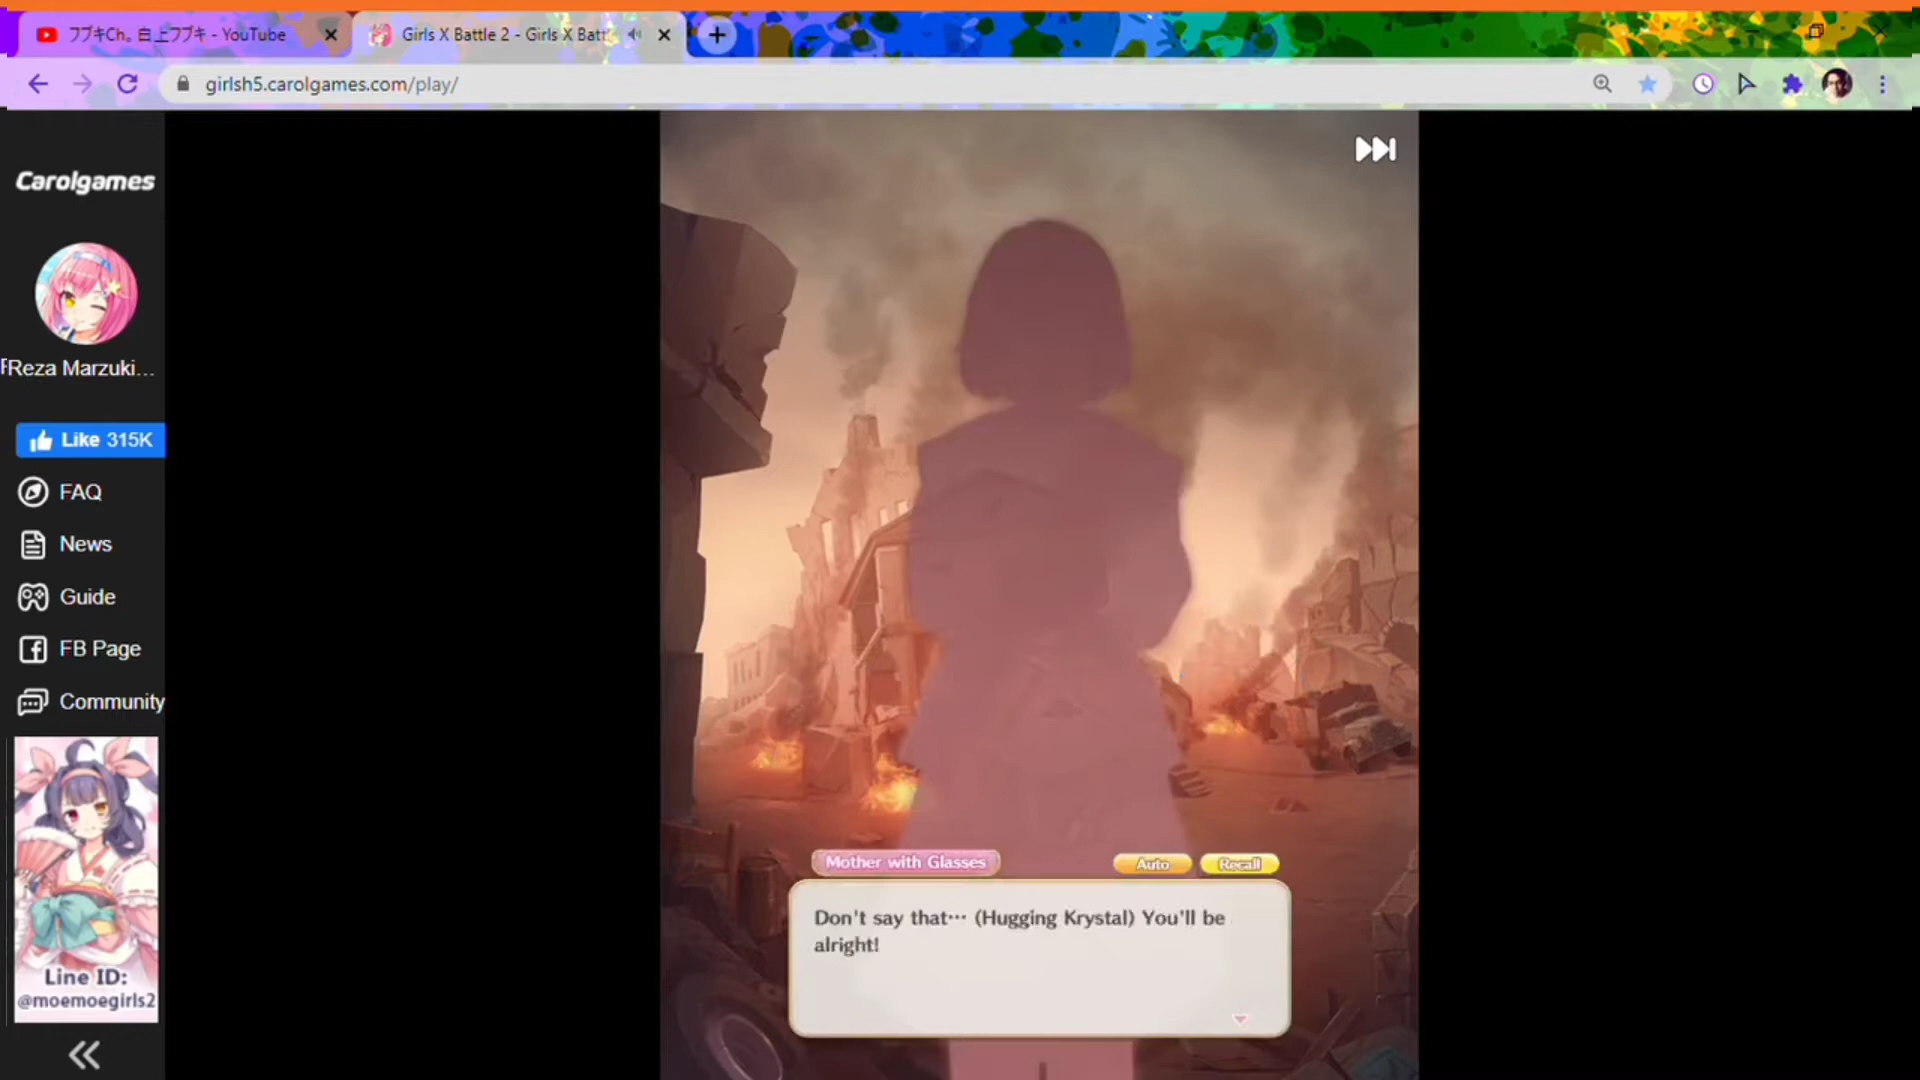 フブキCh。白上フブキ - YouTube
Girls X Battle 2 - Girls X Batt
girlsh5.carolgames.com/play/
Carolgames
Reza Marzuki...
Like 315K
FAQ
News
Guide
FB Page
Community
Line ID:
@moemoegirls2
Mother with Glasses
Auto
Recall
Don't say that··· (Hugging Krystal) You'll be
alright!